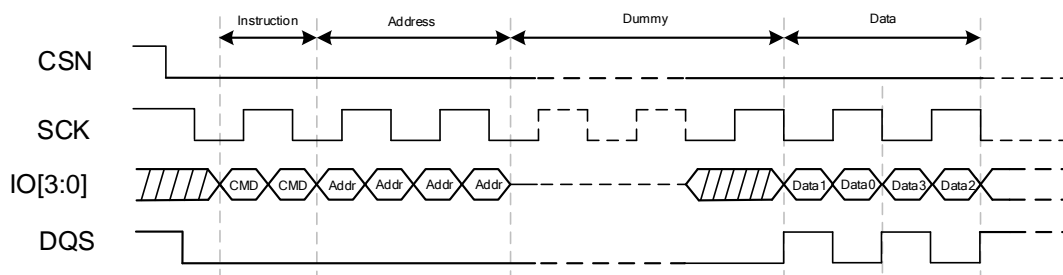 Instruction Address Dummy Data
CSN
SCK
IO[3:0] CMD CMD Addr Addr Addr Addr Data1 Data0 Data3 Data2
DQS